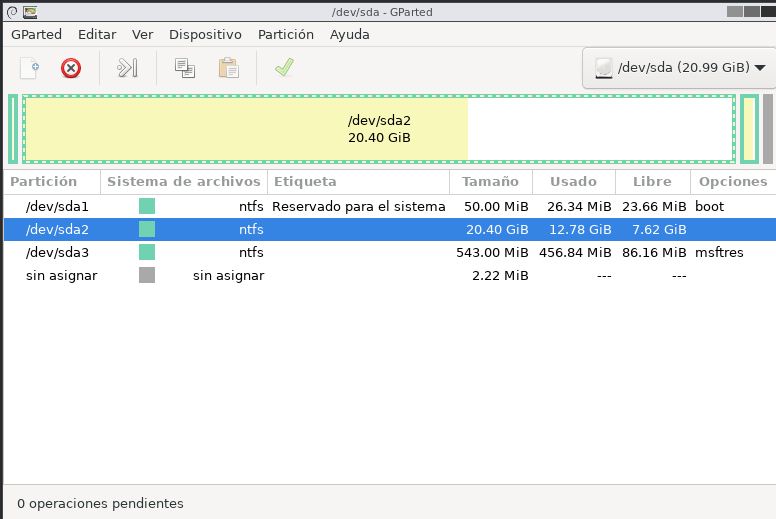 /dev/sda - GParted
GParted Editar Ver Dispositivo Partición Ayuda
/dev/sda (20.99 GiB)
/dev/sda2
20.40 GiB
Partición Sistema de archivos Etiqueta Tamaño Usado Libre Opciones
/dev/sda1 ntfs Reservado para el sistema 50.00 MiB 26.34 MiB 23.66 MiB boot
/dev/sda2 ntfs 20.40 GiB 12.78 GiB 7.62 GiB
/dev/sda3 ntfs 543.00 MiB 456.84 MiB 86.16 MiB msftres
sin asignar sin asignar 2.22 MiB --- ---
0 operaciones pendientes